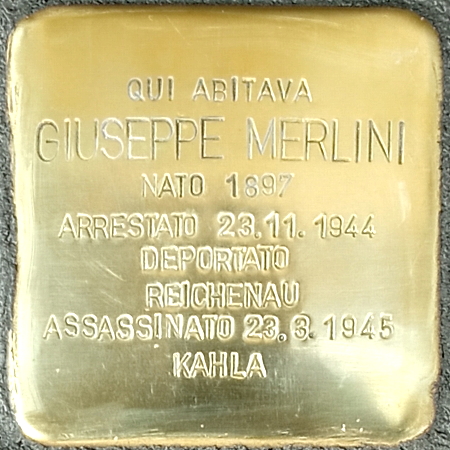 QUI ABITAVA
GIUSEPPE MERLINI
NATO 1897
ARRESTATO 23.11.1944
DEPORTATO
REICHENAU
ASSASSINATO 23.3.1945
KAHLA